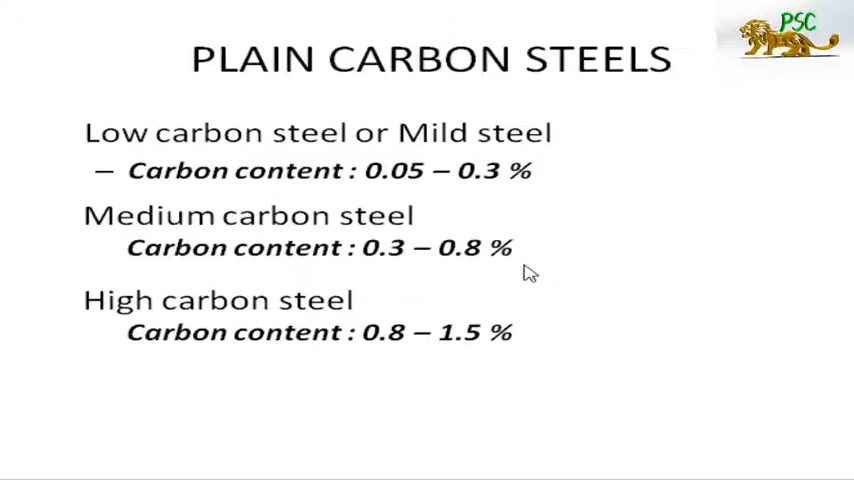 PSC
PLAIN CARBON STEELS
Low carbon steel or Mild steel
– Carbon content : 0.05 – 0.3 %
Medium carbon steel
Carbon content : 0.3 – 0.8 %
High carbon steel
Carbon content : 0.8 – 1.5 %